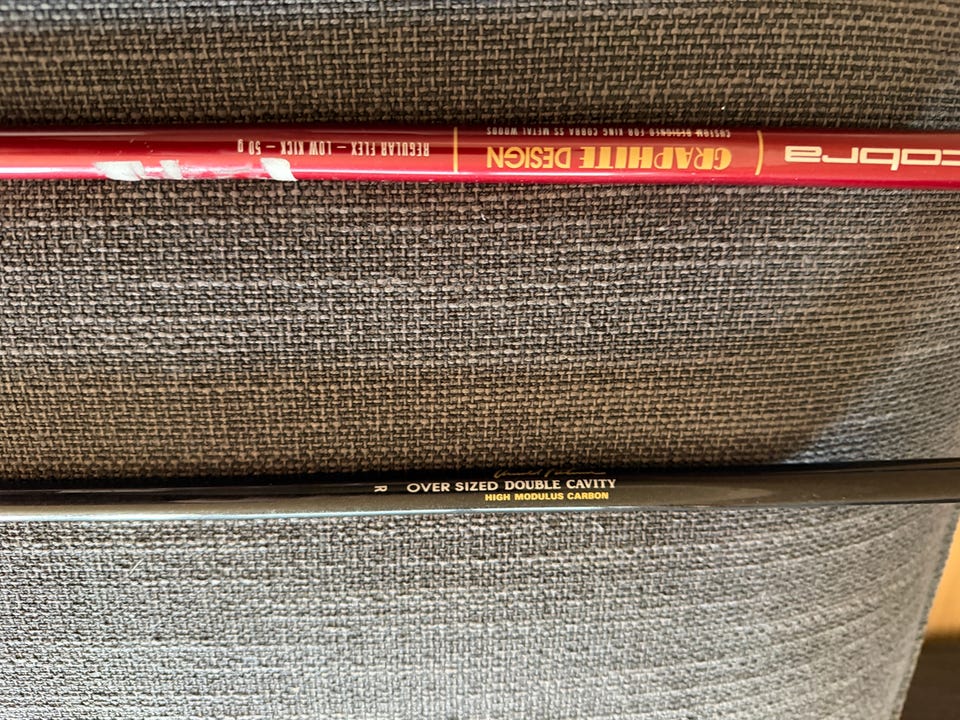 cobra
CUSTOM DESIGNED FOR KING COBRA SS METAL WOODS
GRAPHITE DESIGN
REGULAR FLEX - LOW KICK - 50 g
R
OVER SIZED DOUBLE CAVITY
HIGH MODULUS CARBON